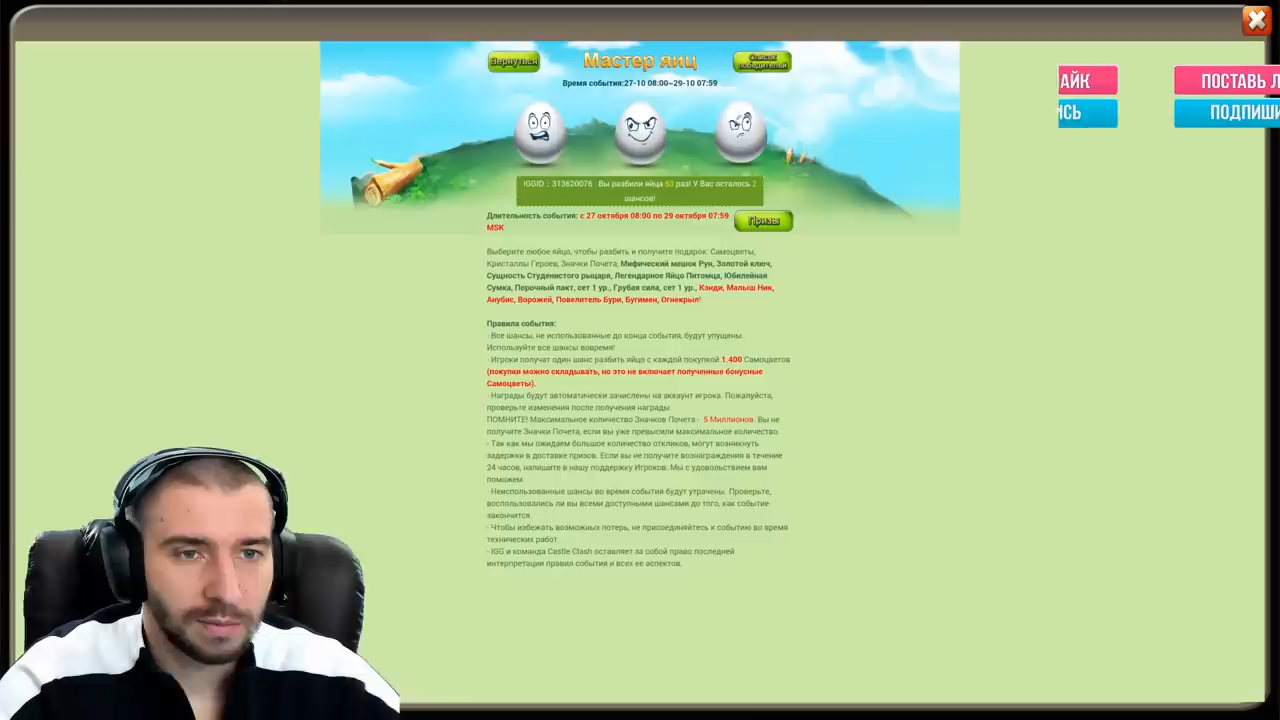 Вернуться
Мастер яиц
Список победителей
Время события:27-10 08:00~29-10 07:59
АЙК
ПОСТАВЬ Л
ИСЬ
ПОДПИШИ
IGGID : 313620076 Вы разбили яйца 63 раз! У Вас осталось 2
шансов!
Длительность события: с 27 октября 08:00 по 29 октября 07:59
MSK
Призы
Выберите любое яйцо, чтобы разбить и получите подарок: Самоцветы,
Кристаллы Героев, Значки Почета, Мифический мешок Рун, Золотой ключ,
Сущность Студенистого рыцаря, Легендарное Яйцо Питомца, Юбилейная
Сумка, Порочный пакт, сет 1 ур., Грубая сила, сет 1 ур., Кэнди, Малыш Ник,
Анубис, Ворожей, Повелитель Бури, Бугимен, Огнекрыл!
Правила события:
- Все шансы, не использованные до конца события, будут упущены.
Используйте все шансы вовремя!
- Игроки получат один шанс разбить яйцо с каждой покупкой 1.400 Самоцветов
(покупки можно складывать, но это не включает полученные бонусные
Самоцветы).
- Награды будут автоматически зачислены на аккаунт игрока. Пожалуйста,
проверьте изменения после получения награды.
ПОМНИТЕ! Максимальное количество Значков Почета - 5 Миллионов. Вы не
получите Значки Почета, если вы уже превысили максимальное количество.
- Так как мы ожидаем большое количество откликов, могут возникнуть
задержки в доставке призов. Если вы не получите вознаграждения в течение
24 часов, напишите в нашу поддержку Игроков. Мы с удовольствием вам
поможем.
- Неиспользованные шансы во время события будут утрачены. Проверьте,
воспользовались ли вы всеми доступными шансами до того, как событие
закончится.
- Чтобы избежать возможных потерь, не присоединяйтесь к событию во время
технических работ
- IGG и команда Castle Clash оставляет за собой право последней
интерпретации правил события и всех ее аспектов.